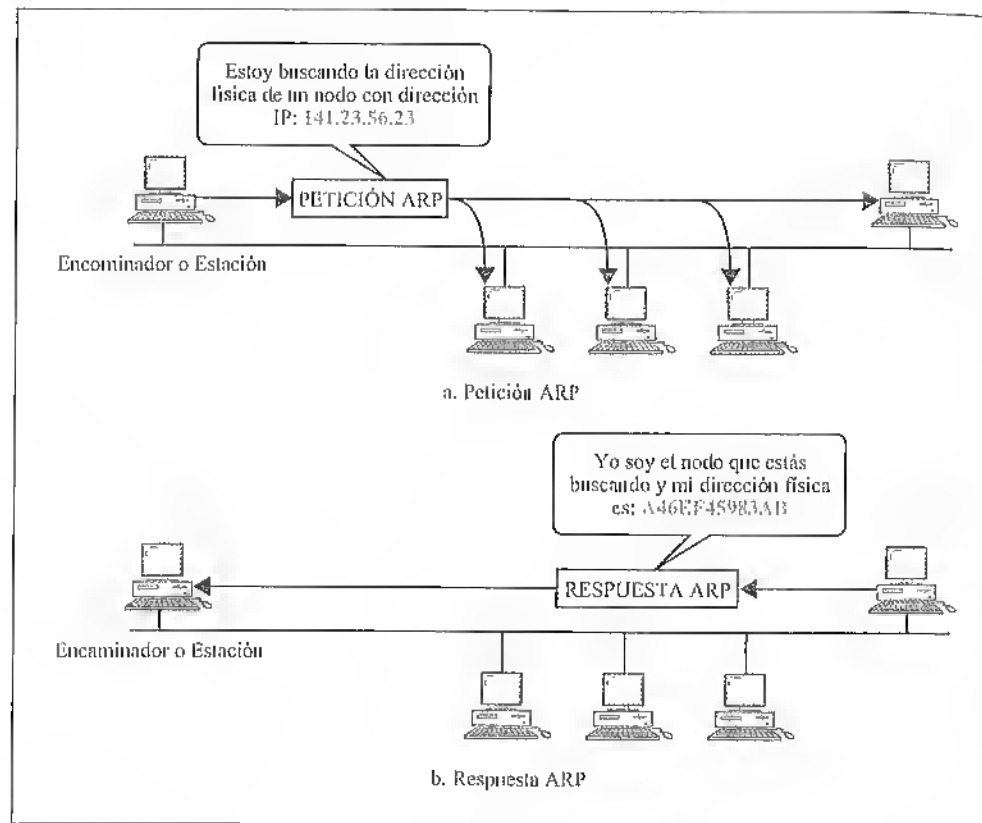 Estoy buscando la dirección
física de un nodo con dirección
IP: 141.23.56.23
PETICIÓN ARP
Encominador o Estación
a. Petición ARP
Yo soy el nodo que estás
buscando y mi dirección física
es: A46EF45983AB
RESPUESTA ARP
Encaminador o Estación
b. Respuesta ARP